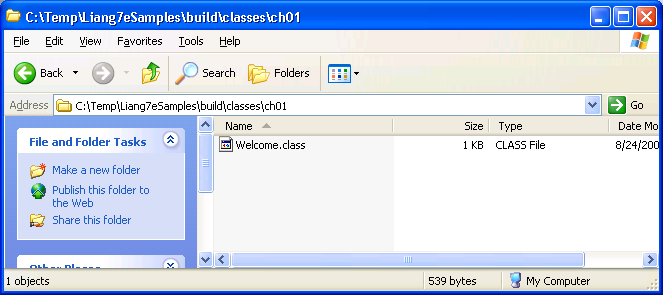 C:\Temp\Liang7eSamples\build\classes\ch01
File Edit View Favorites Tools Help
Back Search Folders
Address C:\Temp\Liang7eSamples\build\classes\ch01 Go
File and Folder Tasks
Make a new folder
Publish this folder to
the Web
Share this folder
Name Size Type Date Mo
Welcome.class 1 KB CLASS File 8/24/200
Other Places
1 objects 539 bytes My Computer